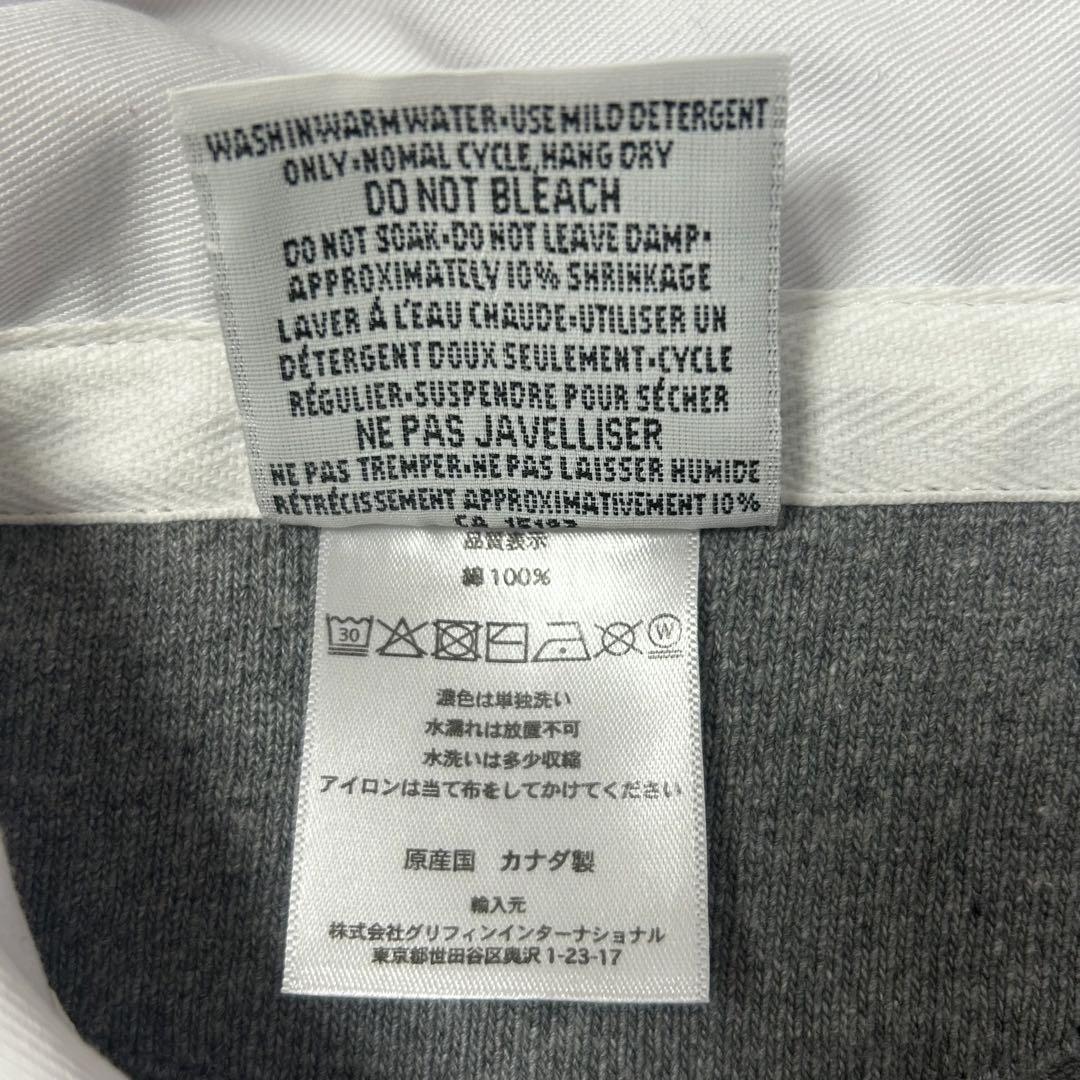 WASH IN WARM WATER•USE MILD DETERGENT
ONLY•NOMAL CYCLE, HANG DRY
DO NOT BLEACH
DO NOT SOAK•DO NOT LEAVE DAMP•
APPROXIMATELY 10% SHRINKAGE
LAVER À L'EAU CHAUDE•UTILISER UN
DÉTERGENT DOUX SEULEMENT•CYCLE
RÉGULIER•SUSPENDRE POUR SÉCHER
NE PAS JAVELLISER
NE PAS TREMPER•NE PAS LAISSER HUMIDE
RÉTRÉCISSEMENT APPROXIMATIVEMENT 10%
CA
品質表示
綿100%
30 W
濃色は単独洗い
水濡れは放置不可
水洗いは多少収縮
アイロンは当て布をしてかけてください
原産国 カナダ製
輸入元
株式会社グリフィンインターナショナル
東京都世田谷区奥沢1-23-17